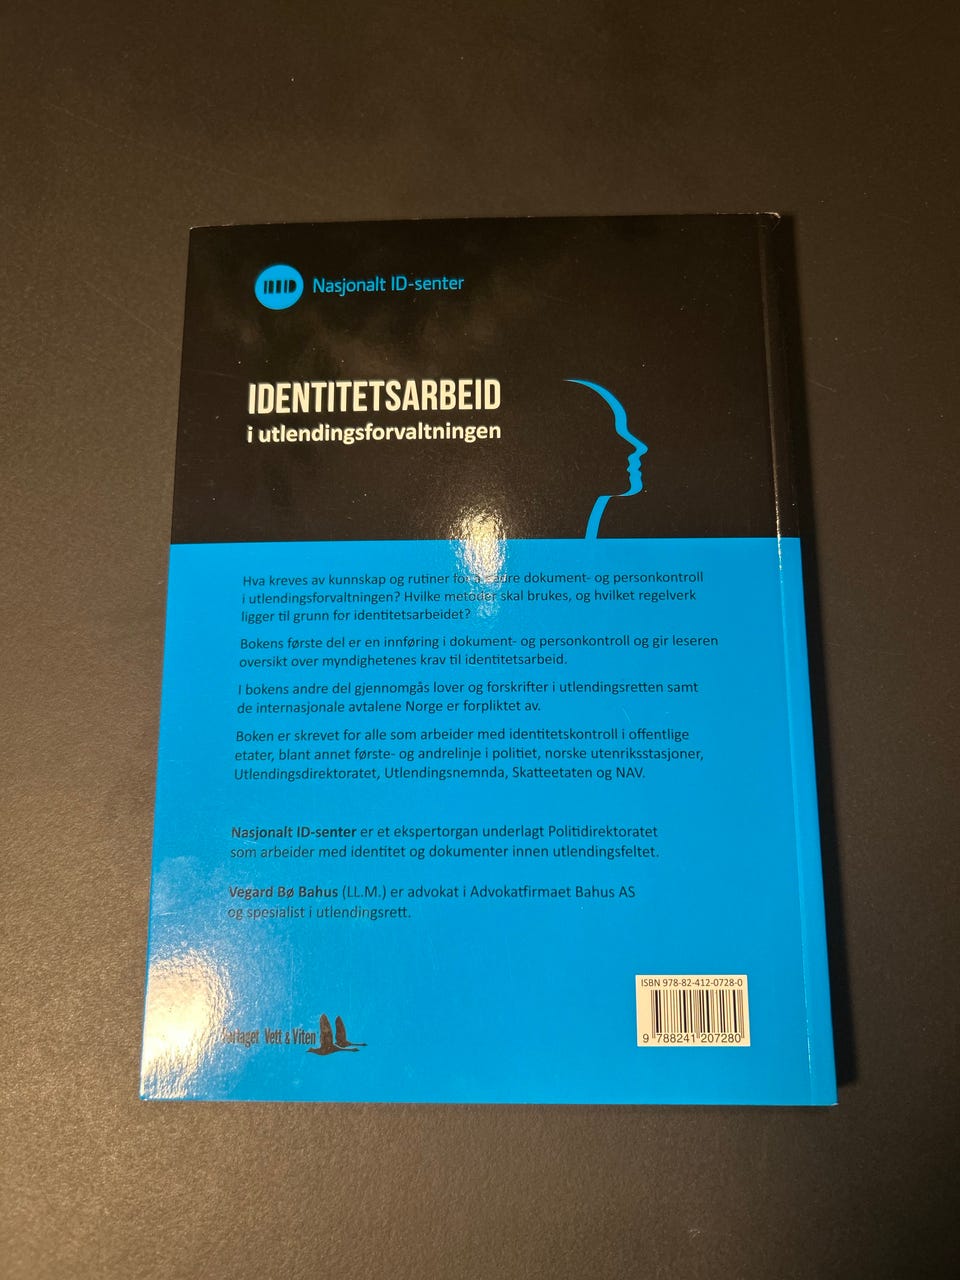 Nasjonalt ID-senter
IDENTITETSARBEID
i utlendingsforvaltningen
Hva kreves av kunnskap og rutiner for å bedre dokument- og personkontroll
i utlendingsforvaltningen? Hvilke metoder skal brukes, og hvilket regelverk
ligger til grunn for identitetsarbeidet?
Bokens første del er en innføring i dokument- og personkontroll og gir leseren
oversikt over myndighetenes krav til identitetsarbeid.
I bokens andre del gjennomgås lover og forskrifter i utlendingsretten samt
de internasjonale avtalene Norge er forpliktet av.
Boken er skrevet for alle som arbeider med identitetskontroll i offentlige
etater, blant annet første- og andrelinje i politiet, norske utenriksstasjoner,
Utlendingsdirektoratet, Utlendingsnemnda, Skatteetaten og NAV.
Nasjonalt ID-senter er et ekspertorgan underlagt Politidirektoratet
som arbeider med identitet og dokumenter innen utlendingsfeltet.
Vegard Bø Bahus (LL.M.) er advokat i Advokatfirmaet Bahus AS
og spesialist i utlendingsrett.
ISBN 978-82-412-0728-0
9 788241 207280
Forlaget Vett & Viten